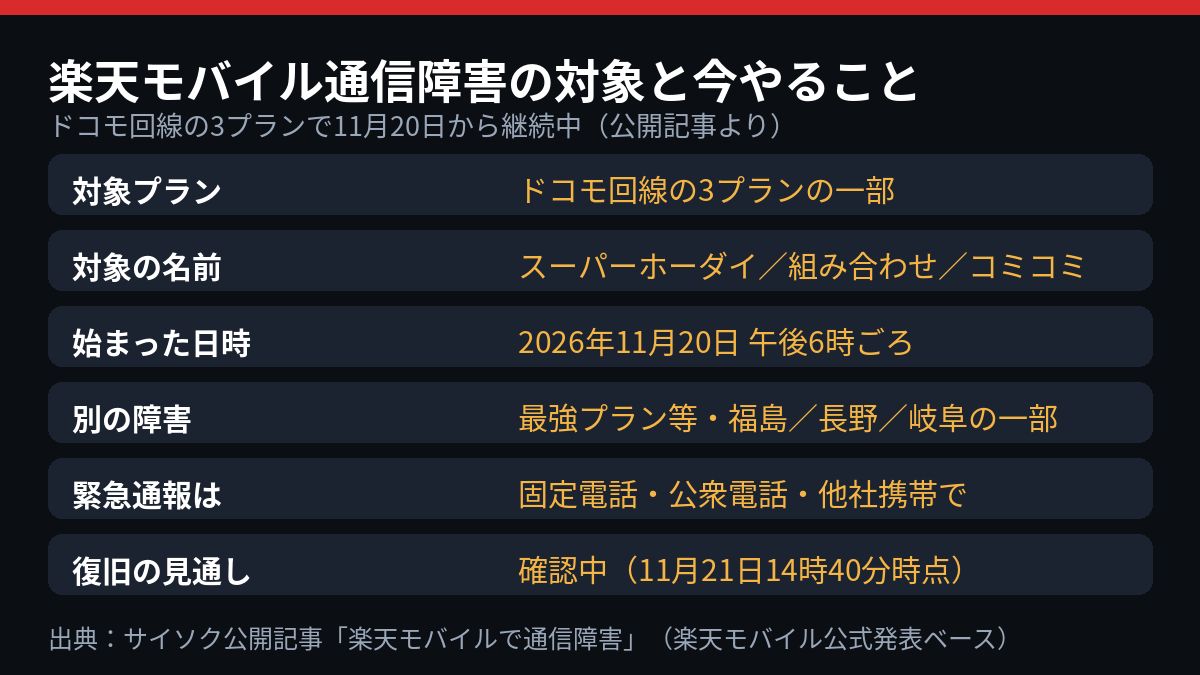 楽天モバイル通信障害の対象と今やること
ドコモ回線の3プランで11月20日から継続中（公開記事より）
対象プラン ドコモ回線の3プランの一部
対象の名前 スーパーホーダイ／組み合わせ／コミコミ
始まった日時 2026年11月20日 午後6時ごろ
別の障害 最強プラン等・福島／長野／岐阜の一部
緊急通報は 固定電話・公衆電話・他社携帯で
復旧の見通し 確認中（11月21日14時40分時点）
出典：サイソク公開記事「楽天モバイルで通信障害」（楽天モバイル公式発表ベース）